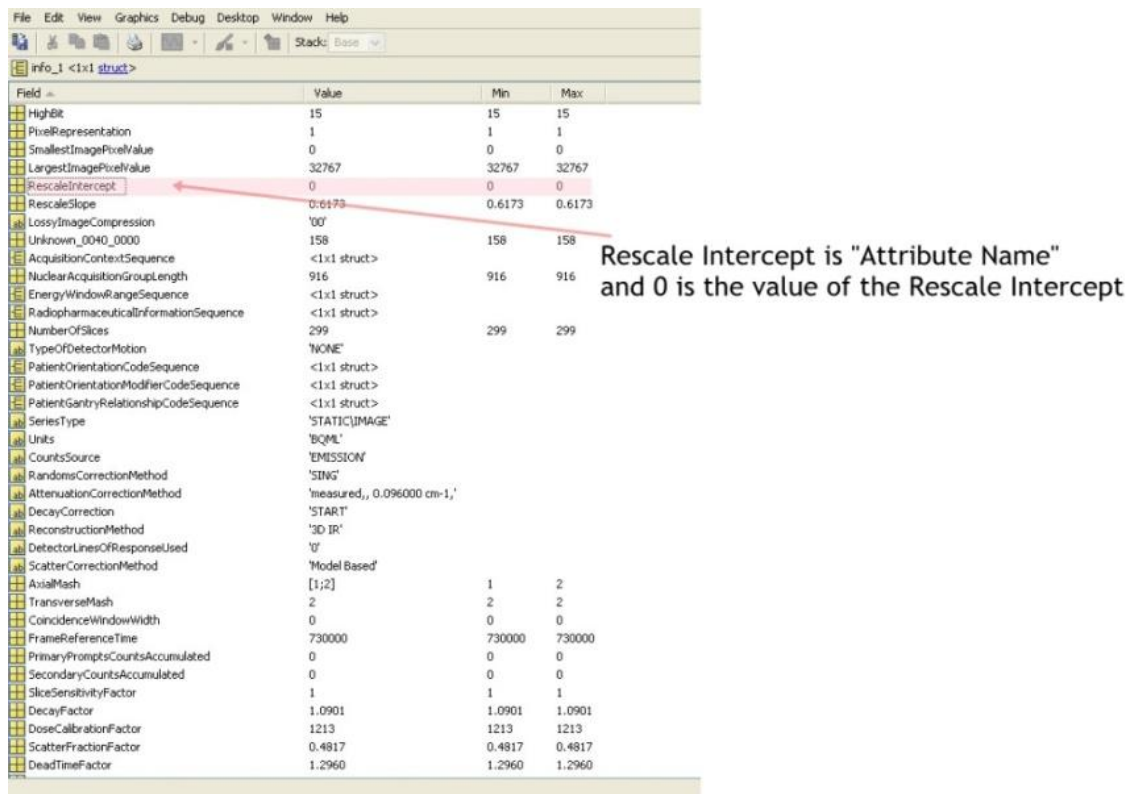 File Edit View Graphics Debug Desktop Window Help
Stack: Base
info_1 <1x1 struct>
Field Value Min Max
HighBit 15 15 15
PixelRepresentation 1 1 1
SmallestImagePixelValue 0 0 0
LargestImagePixelValue 32767 32767 32767
RescaleIntercept 0 0 0
RescaleSlope 0.6173 0.6173 0.6173
LossyImageCompression '00'
Unknown_0040_0000 158 158 158
AcquisitionContextSequence <1x1 struct>
NuclearAcquisitionGroupLength 916 916 916
EnergyWindowRangeSequence <1x1 struct>
RadiopharmaceuticalInformationSequence <1x1 struct>
NumberOfSlices 299 299 299
TypeOfDetectorMotion 'NONE'
PatientOrientationCodeSequence <1x1 struct>
PatientOrientationModifierCodeSequence <1x1 struct>
PatientGantryRelationshipCodeSequence <1x1 struct>
SeriesType 'STATIC\IMAGE'
Units 'BQML'
CountsSource 'EMISSION'
RandomsCorrectionMethod 'SING'
AttenuationCorrectionMethod 'measured,, 0.096000 cm-1,'
DecayCorrection 'START'
ReconstructionMethod '3D IR'
DetectorLinesOfResponseUsed '0'
ScatterCorrectionMethod 'Model Based'
AxialMash [1;2] 1 2
TransverseMash 2 2 2
CoincidenceWindowWidth 0 0 0
FrameReferenceTime 730000 730000 730000
PrimaryPromptsCountsAccumulated 0 0 0
SecondaryCountsAccumulated 0 0 0
SliceSensitivityFactor 1 1 1
DecayFactor 1.0901 1.0901 1.0901
DoseCalibrationFactor 1213 1213 1213
ScatterFractionFactor 0.4817 0.4817 0.4817
DeadTimeFactor 1.2960 1.2960 1.2960
Rescale Intercept is "Attribute Name"
and 0 is the value of the Rescale Intercept